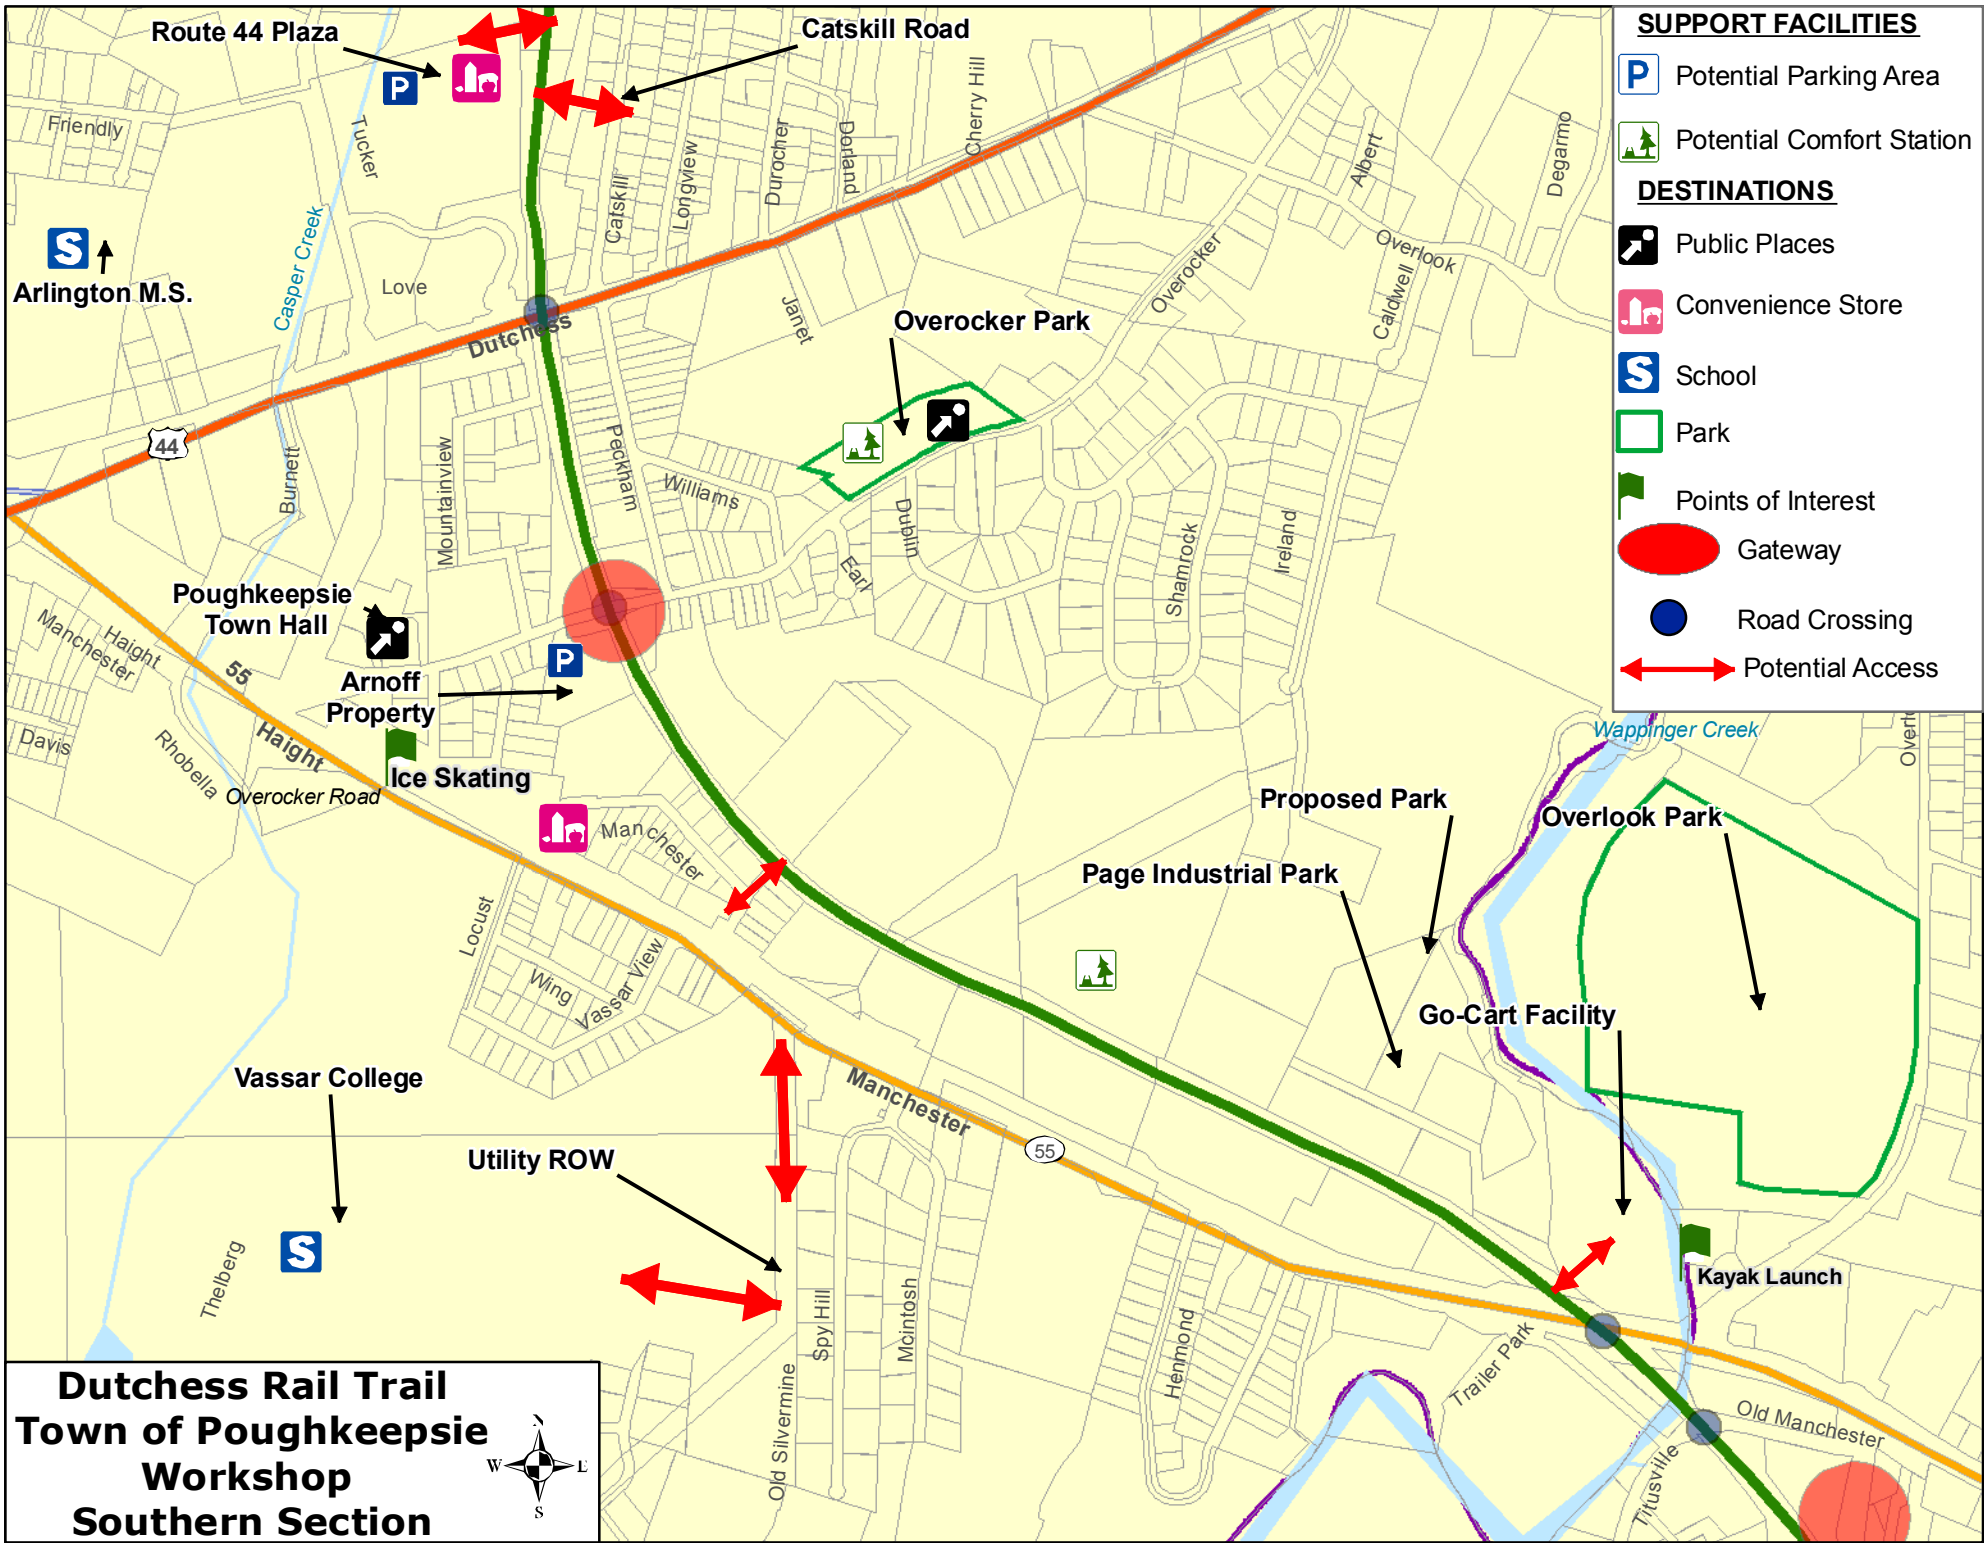 Route 44 Plaza
Catskill Road
P
Friendly
Tucker
Casper Creek
S
Arlington M.S.
Love
Catskill
Longview
Durocher
Dorland
Cherry Hill
Albert
Degarmo
Overlook
Caldwell
Overocker
Janet
Dutchess
Overocker Park
44
Burnett
Mountainview
Peckham
Williams
Dublin
Earl
Shamrock
Ireland
Poughkeepsie
Town Hall
Haight
Manchester
55
P
Arnoff
Property
Davis
Rhobella
Haight
Ice Skating
Overocker Road
Manchester
Locust
Wing
Vassar View
Wappinger Creek
Overlo
Proposed Park
Overlook Park
Page Industrial Park
Go-Cart Facility
Vassar College
Manchester
55
Utility ROW
S
Thelberg
Spy Hill
Mcintosh
Old Silvermine
Henmond
Kayak Launch
Trailer Park
Old Manchester
Titusville
SUPPORT FACILITIES
P Potential Parking Area
Potential Comfort Station
DESTINATIONS
Public Places
Convenience Store
S School
Park
Points of Interest
Gateway
Road Crossing
Potential Access
Dutchess Rail Trail
Town of Poughkeepsie
Workshop
Southern Section
N
W E
S